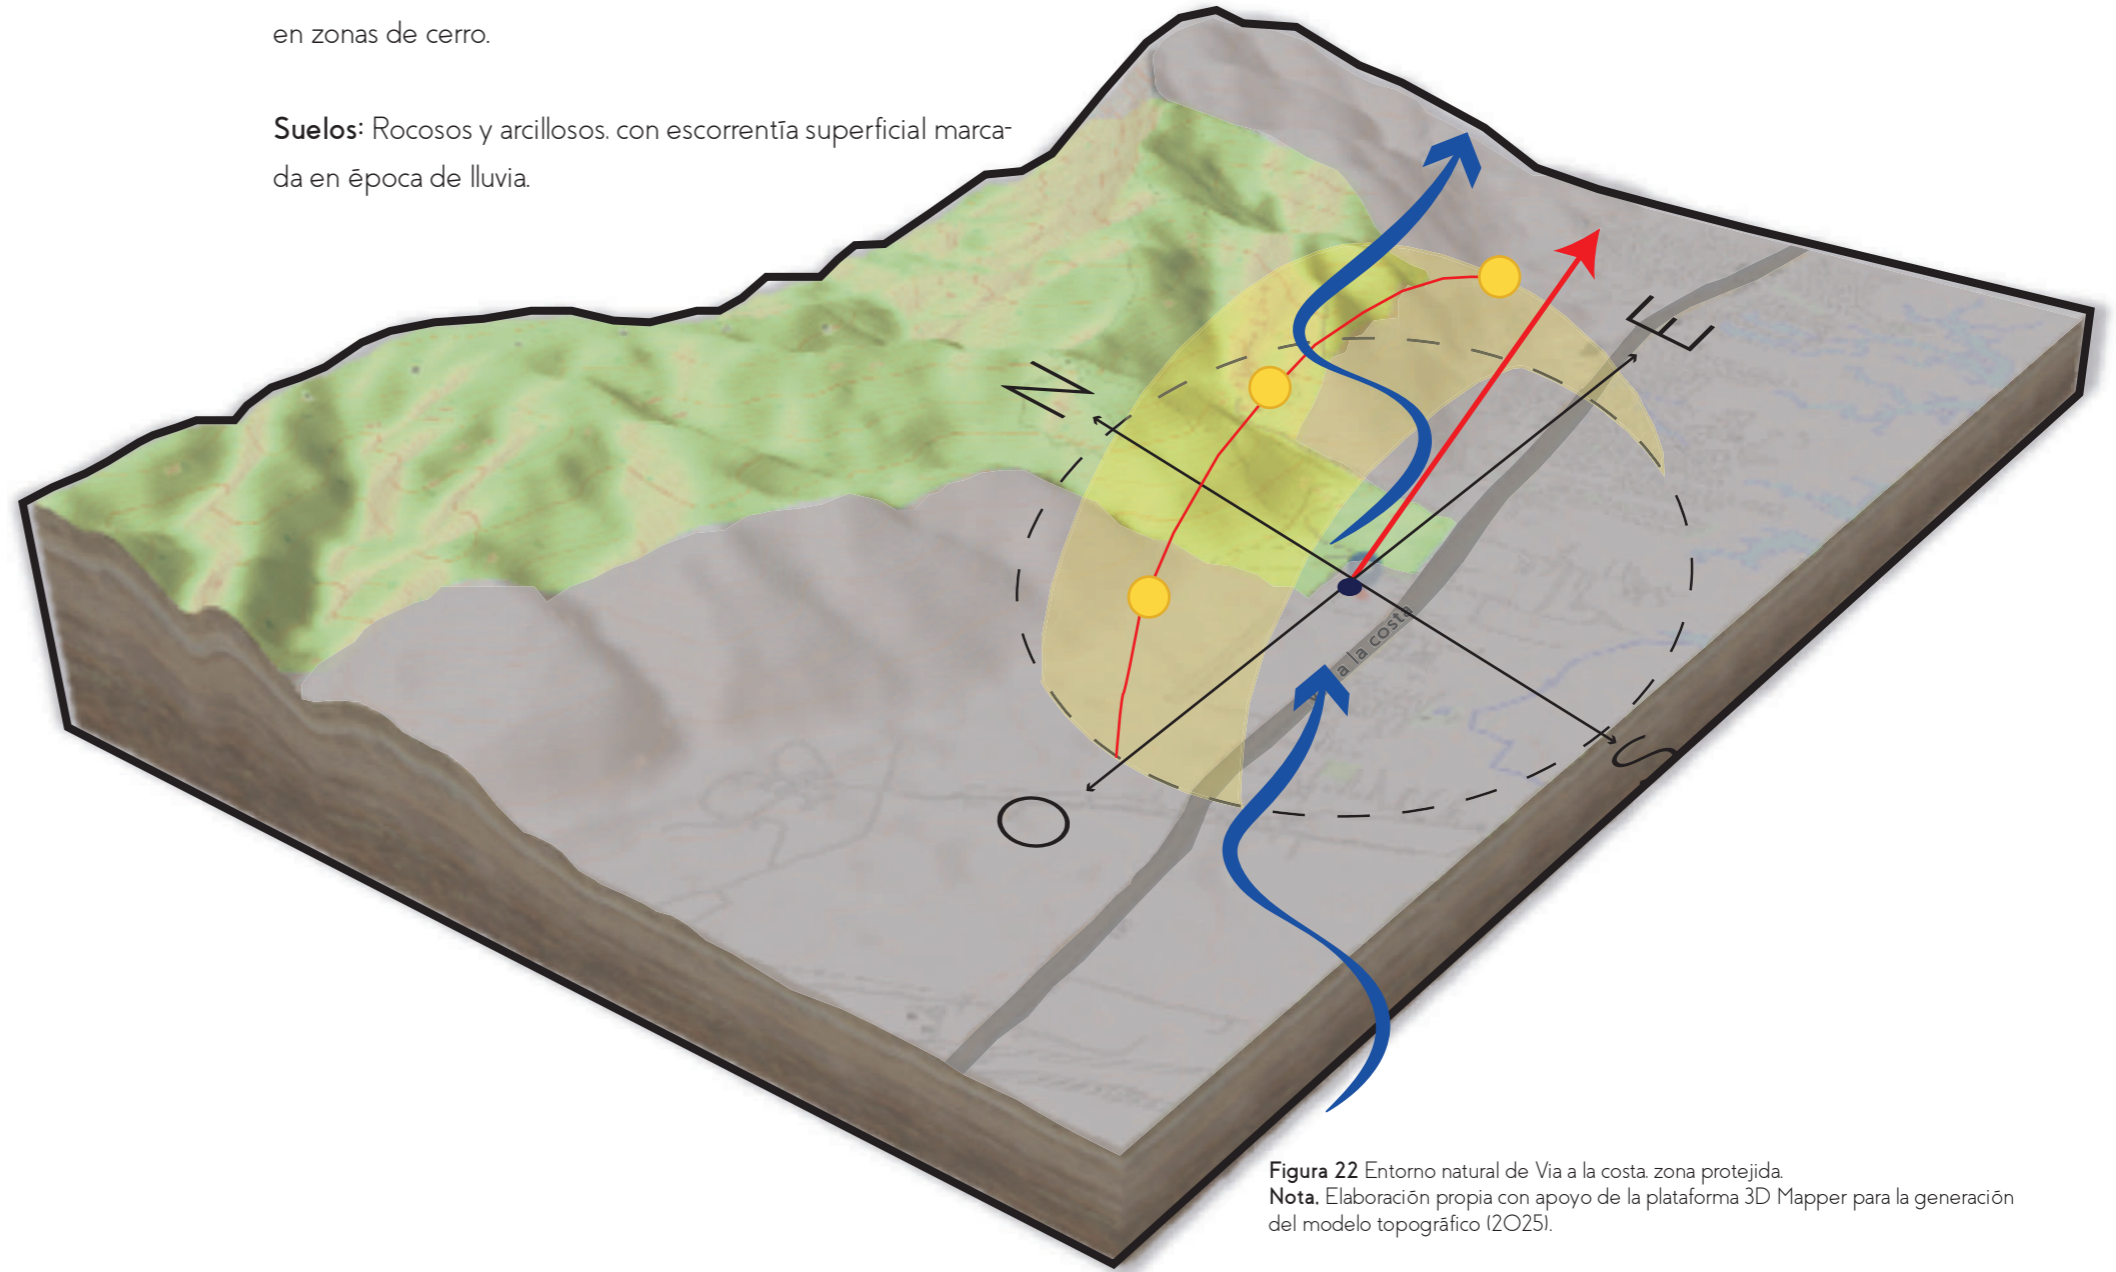 en zonas de cerro.
Suelos: Rocosos y arcillosos. con escorrentía superficial marca-
da en época de lluvia.
N
E
a la costa
S
O
Figura 22 Entorno natural de Via a la costa. zona protejida.
Nota. Elaboración propia con apoyo de la plataforma 3D Mapper para la generación
del modelo topográfico (2025).